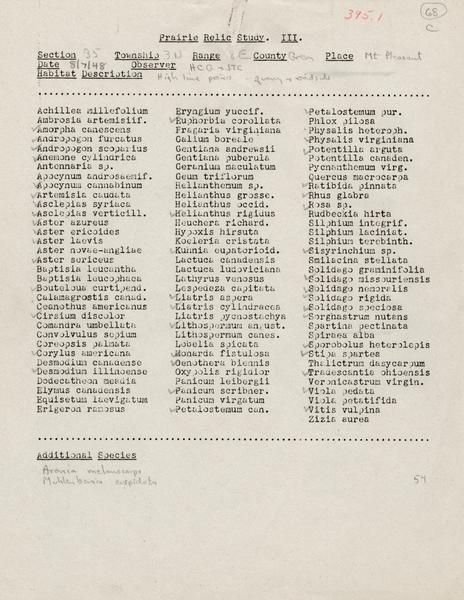 395.1
68
C
Prairie Relic Study. III.
Section 35 Township 3N Range 8E County Green Place Mt Pleasant
Date 8/7/48 Observer HCG + JTC
Habitat Description High lime prairie - quarry + roadside
Achillea millefolium
Ambrosia artemisiif.
Amorpha canescens
Andropogon furcatus
Andropogon scoparius
Anemone cylindrica
Antennaria sp.
Apocynum androsaemif.
Apocynum cannabinum
Artemisia caudata
Asclepias syriaca
Asclepias verticill.
Aster azureus
Aster ericoides
Aster laevis
Aster novae-angliae
Aster sericeus
Baptisia leucantha
Baptisia leucophaea
Bouteloua curtipend.
Calamagrostis canad.
Ceanothus americanus
Cirsium discolor
Comandra umbellata
Convolvulus sepium
Coreopsis palmata
Corylus americana
Desmodium canadense
Desmodium illinoense
Dodecatheon meadia
Elymus canadensis
Equisetum laevigatum
Erigeron ramosus
Eryngium yuccif.
Euphorbia corollata
Fragaria virginiana
Galium boreale
Gentiana andrewsii
Gentiana puberula
Geranium maculatum
Geum triflorum
Helianthemum sp.
Helianthus grosse.
Helianthus occid.
Helianthus rigidus
Heuchera richard.
Hypoxis hirsuta
Koeleria cristata
Kuhnia eupatorioid.
Lactuca canadensis
Lactuca ludoviciana
Lathyrus venosus
Lespedeza capitata
Liatris aspera
Liatris cylindracea
Liatris pycnostachya
Lithospermum angust.
Lithospermum canes.
Lobelia spicata
Monarda fistulosa
Oenothera biennis
Oxypolis rigidior
Panicum leibergii
Panicum scribner.
Panicum virgatum
Petalostemum can.
Petalostemum pur.
Phlox pilosa
Physalis heteroph.
Physalis virginiana
Potentilla arguta
Potentilla canaden.
Pycnanthemum virg.
Quercus macrocarpa
Ratibida pinnata
Rhus glabra
Rosa sp.
Rudbeckia hirta
Silphium integrif.
Silphium laciniat.
Silphium terebinth.
Sisyrinchium sp.
Smilacina stellata
Solidago graminifolia
Solidago missouriensis
Solidago nemoralis
Solidago rigida
Solidago speciosa
Sorghastrum nutans
Spartina pectinata
Spiraea alba
Sporobolus heterolepis
Stipa spartea
Thalictrum dasycarpum
Tradescantia ohioensis
Veronicastrum virgin.
Viola pedata
Viola pedatifida
Vitis vulpina
Zizia aurea
Additional Species
Aronia melanocarpa
Muhlenbergia cuspidata
54